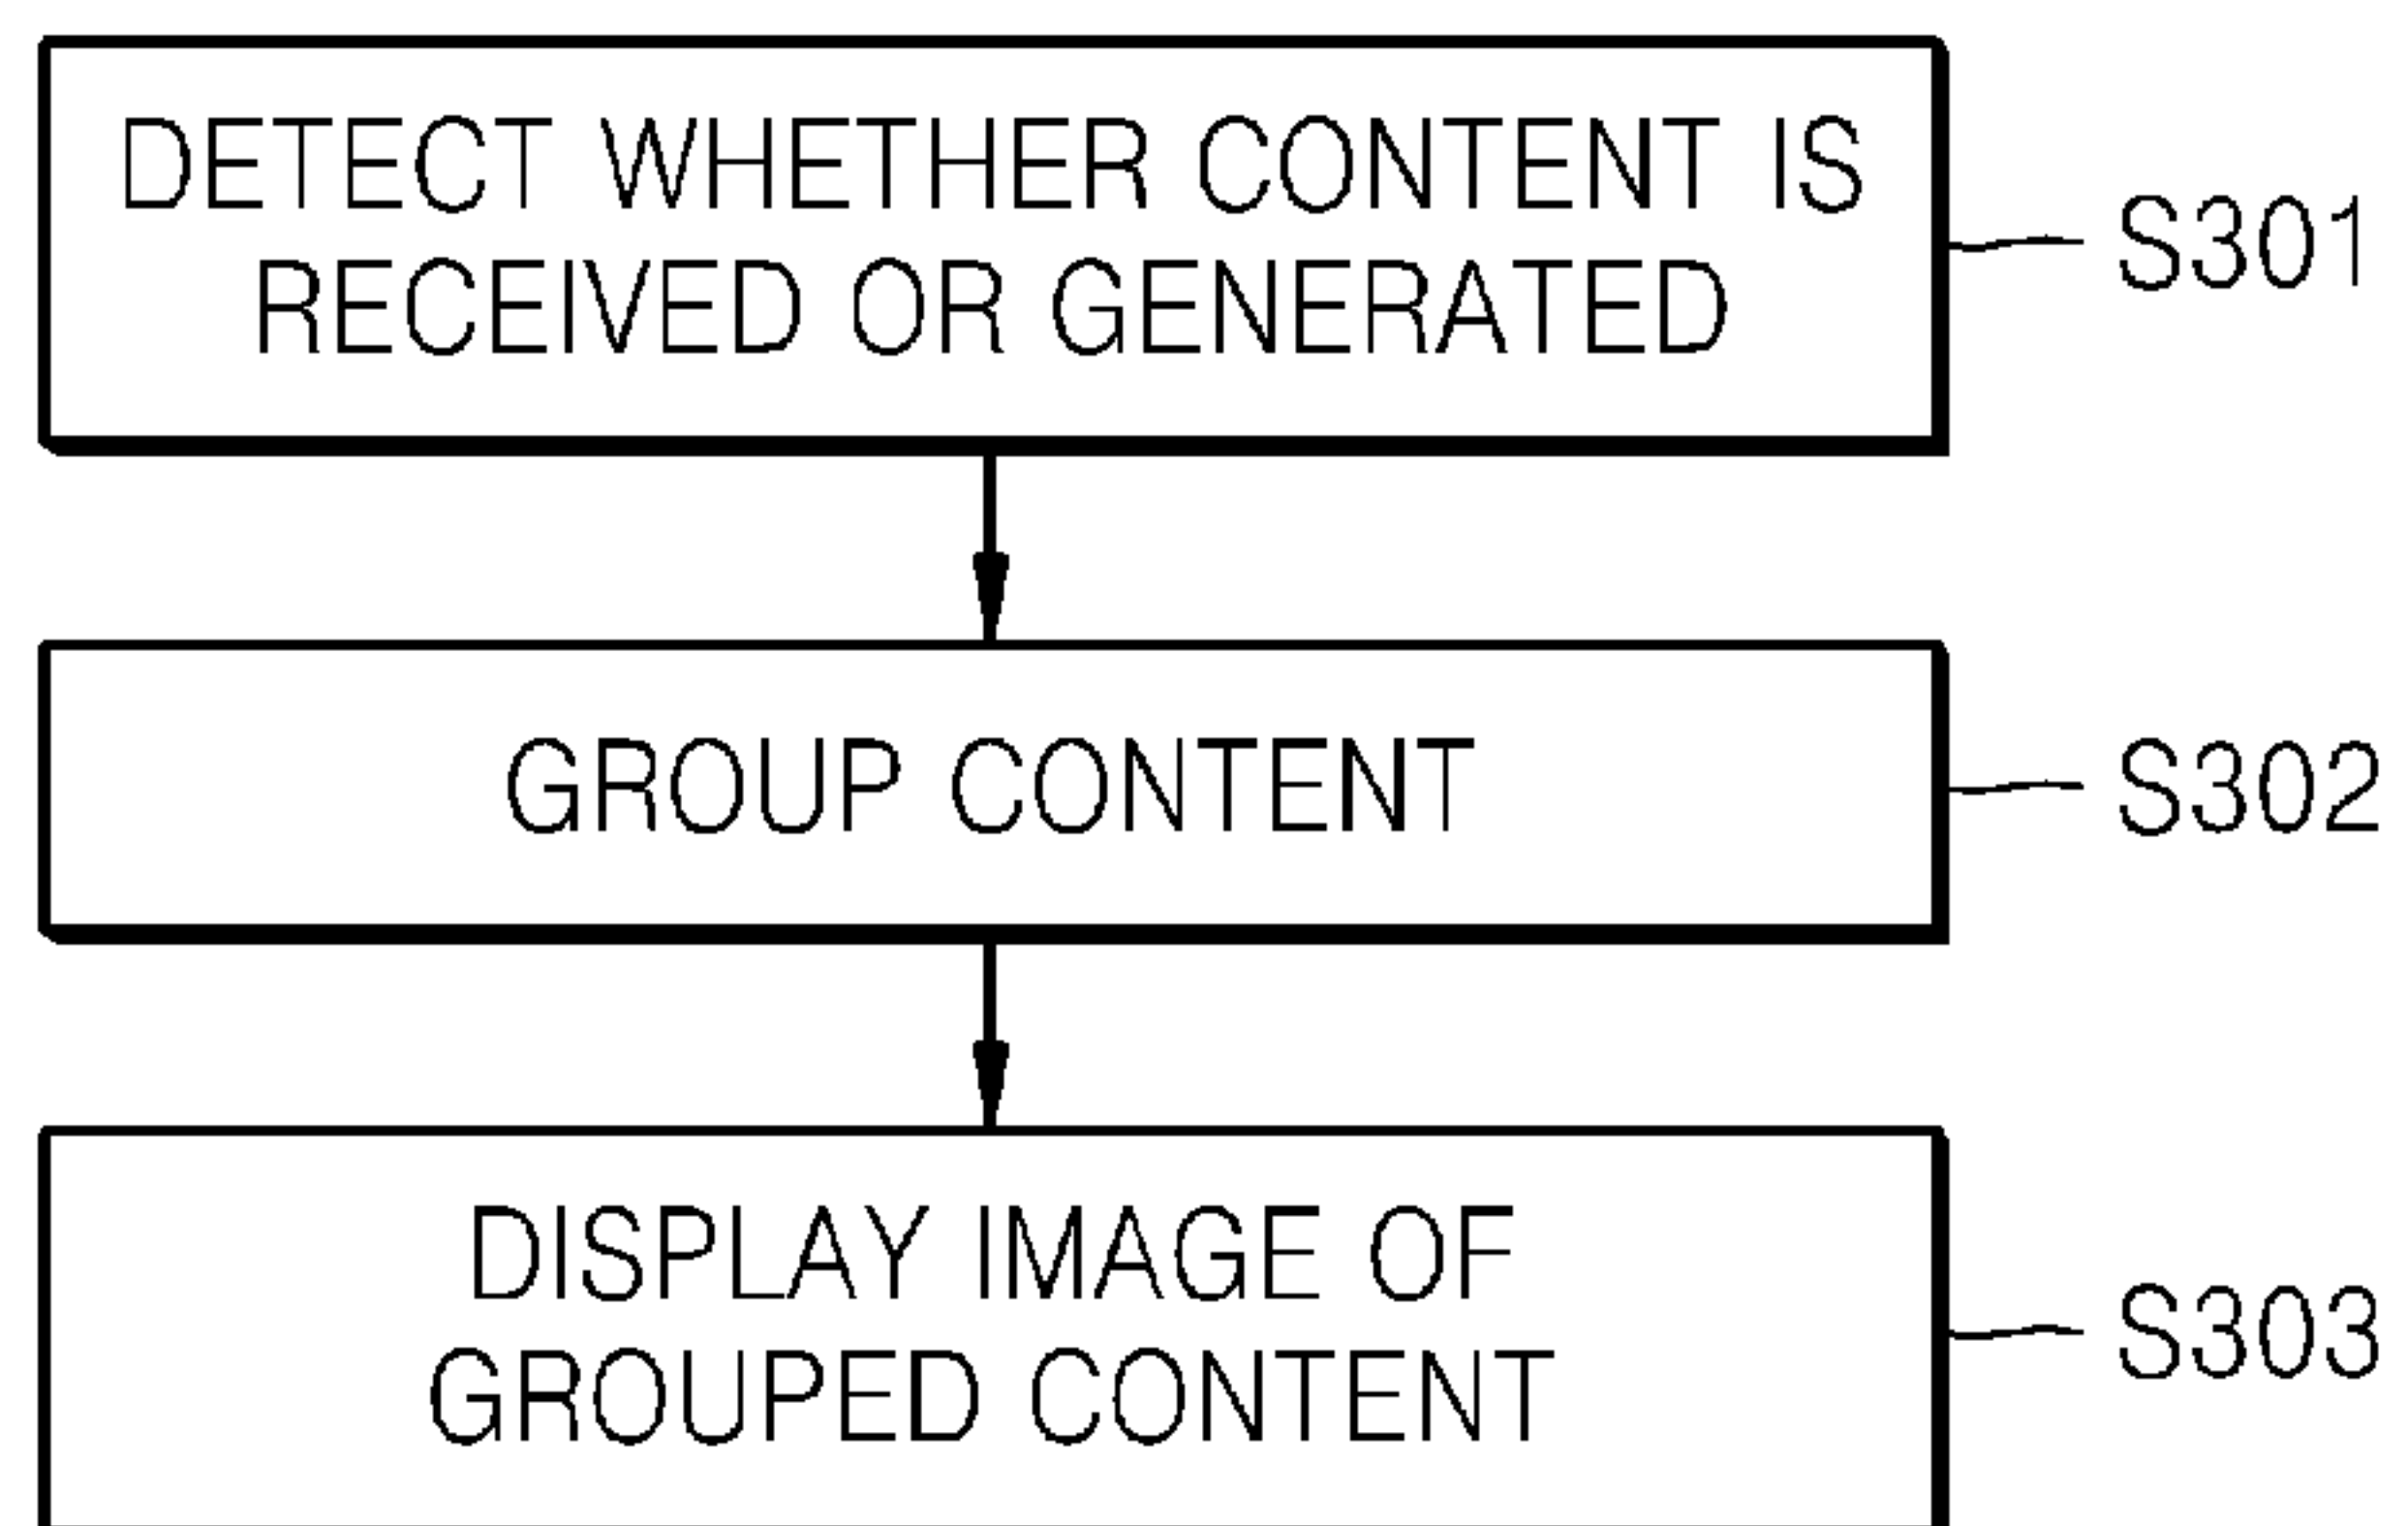 DETECT WHETHER CONTENT IS
RECEIVED OR GENERATED
S301
GROUP CONTENT
S302
DISPLAY IMAGE OF
GROUPED CONTENT
S303